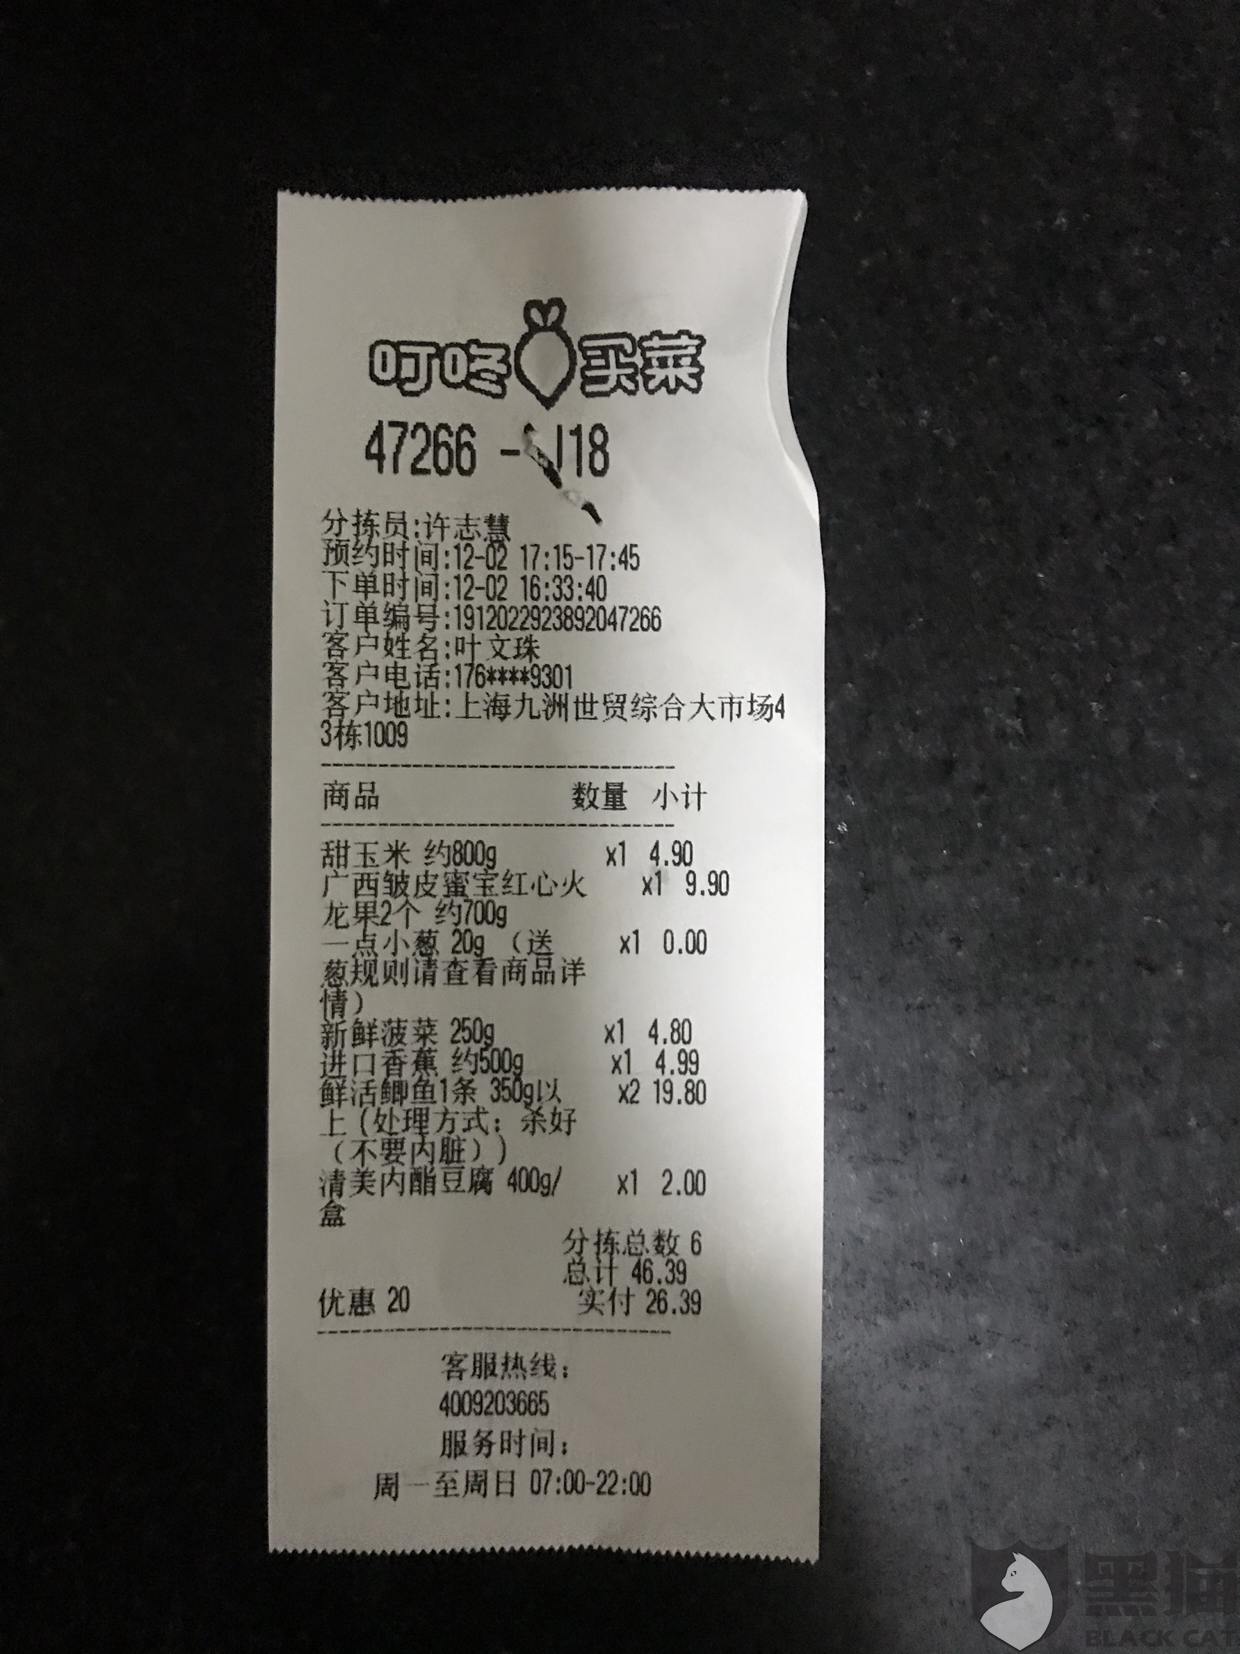 叮咚买菜
47266 - 18
分拣员:许志慧
预约时间:12-02 17:15-17:45
下单时间:12-02 16:33:40
订单编号:1912022923892047266
客户姓名:叶文珠
客户电话:176****9301
客户地址:上海九洲世贸综合大市场4
3栋1009
商品 数量 小计
甜玉米 约800g x1 4.90
广西皱皮蜜宝红心火 x1 9.90
龙果2个 约700g
一点小葱 20g （送 x1 0.00
葱规则请查看商品详
情）
新鲜菠菜 250g x1 4.80
进口香蕉 约500g x1 4.99
鲜活鲫鱼1条 350g以 x2 19.80
上（处理方式：杀好
（不要内脏））
清美内酯豆腐 400g/ x1 2.00
盒
分拣总数 6
总计 46.39
优惠 20 实付 26.39
客服热线：
4009203665
服务时间：
周一至周日 07:00-22:00
黑猫
BLACK CAT